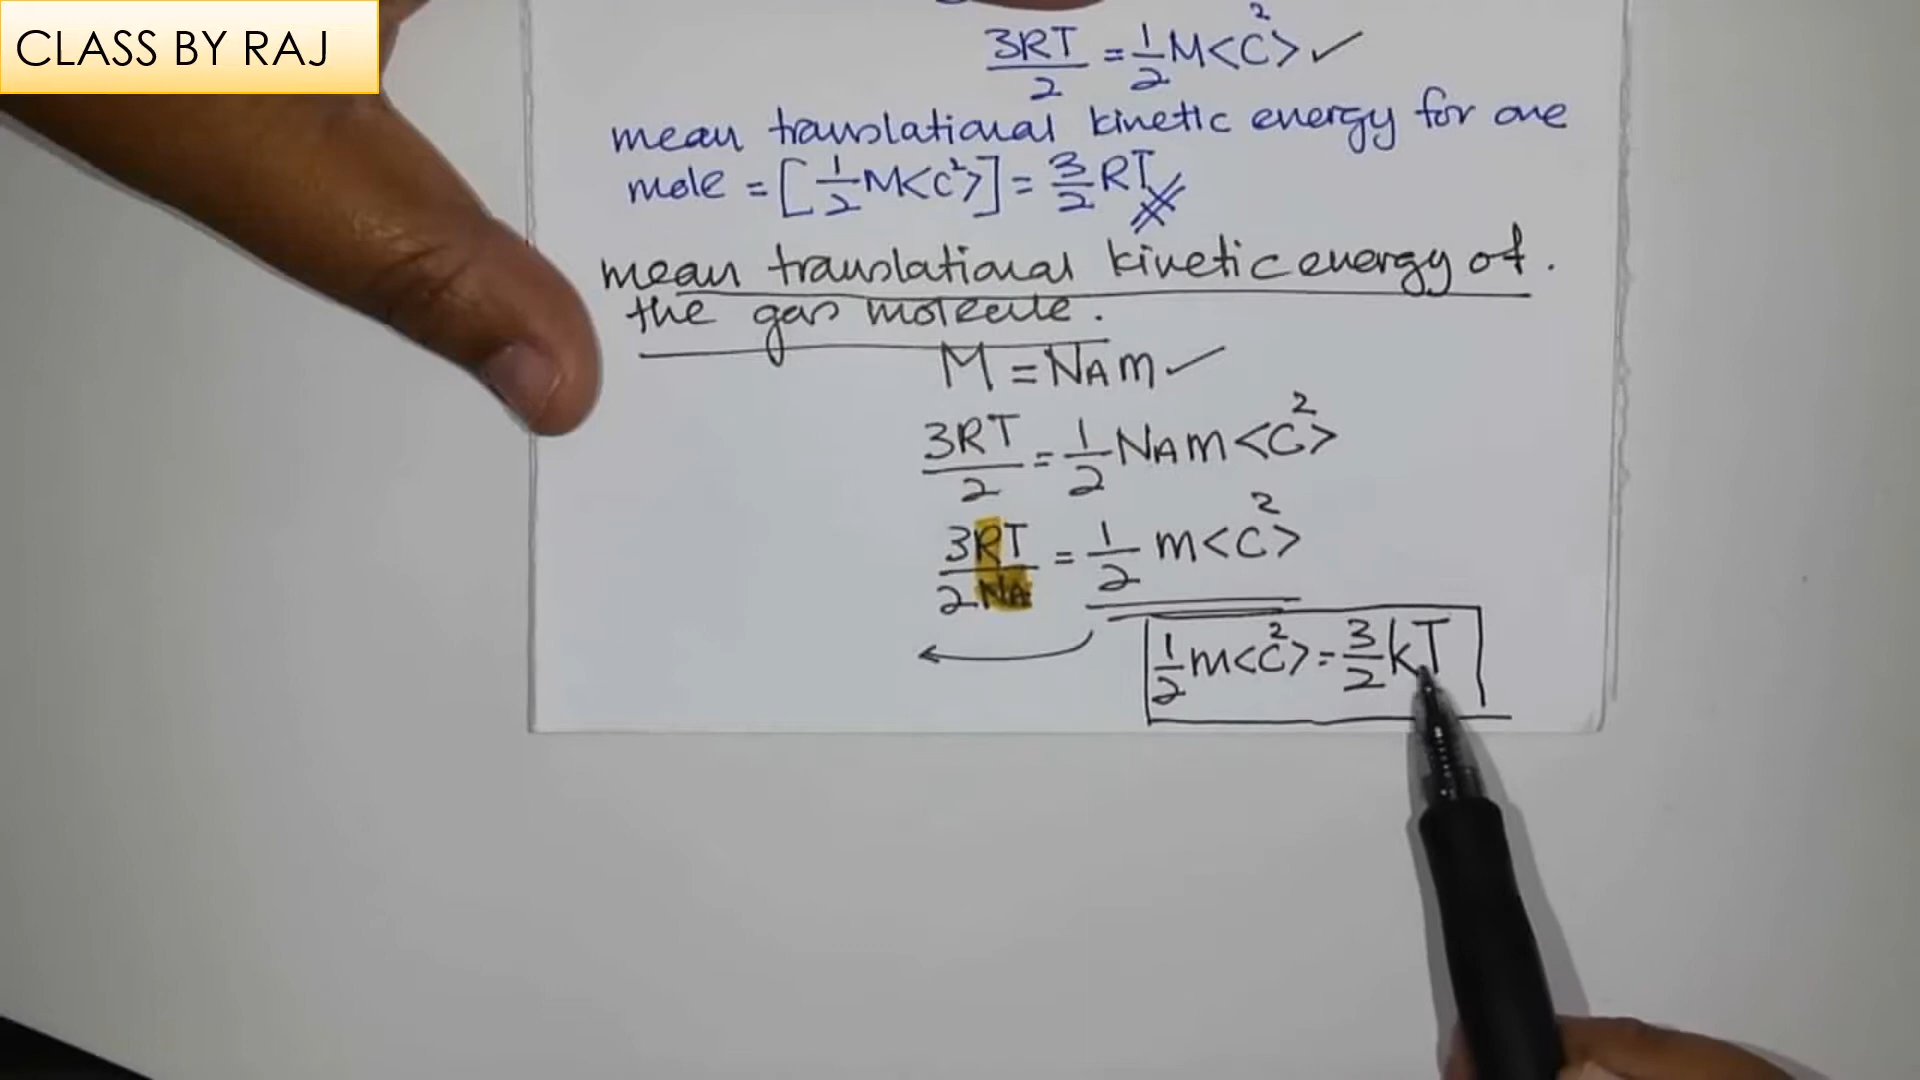 CLASS BY RAJ
3RT/2 = 1/2 M<C²> ✓
mean translational kinetic energy for one
mole = [1/2 M<c²>] = 3/2 RT
mean translational kinetic energy of.
the gas molecule.
M = NAm ✓
3RT/2 = 1/2 NAm<C²>
3RT/2NA = 1/2 m<C²>
1/2 m<C²> = 3/2 kT